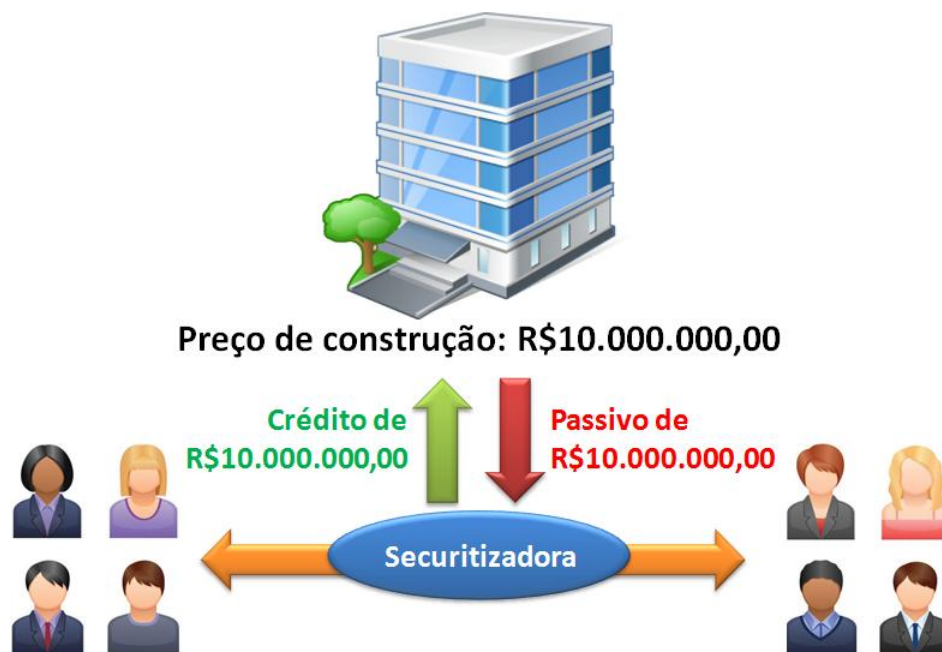 Preço de construção: R$10.000.000,00
Crédito de
R$10.000.000,00
Passivo de
R$10.000.000,00
Securitizadora